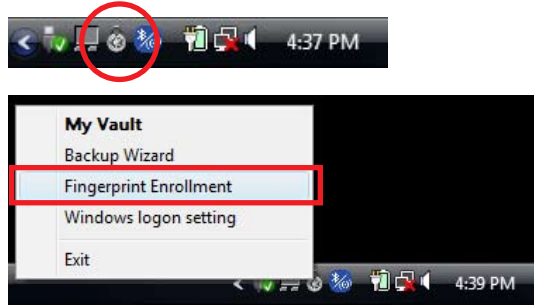 4:37 PM
My Vault
Backup Wizard
Fingerprint Enrollment
Windows logon setting
Exit
4:39 PM